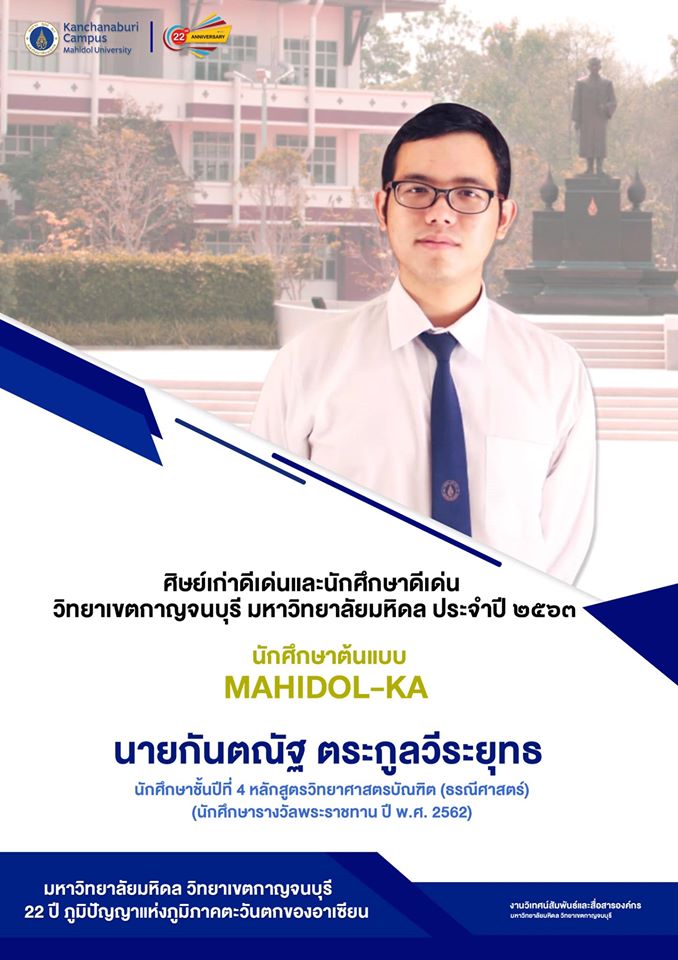 Kanchanaburi
Campus
Mahidol University
22 ANNIVERSARY
ศิษย์เก่าดีเด่นและนักศึกษาดีเด่น
วิทยาเขตกาญจนบุรี มหาวิทยาลัยมหิดล ประจำปี ๒๕๖๓
นักศึกษาต้นแบบ
MAHIDOL-KA
นายกันตณัฐ ตระกูลวีระยุทธ
นักศึกษาชั้นปีที่ 4 หลักสูตรวิทยาศาสตรบัณฑิต (ธรณีศาสตร์)
(นักศึกษารางวัลพระราชทาน ปี พ.ศ. 2562)
มหาวิทยาลัยมหิดล วิทยาเขตกาญจนบุรี
22 ปี ภูมิปัญญาแห่งภูมิภาคตะวันตกของอาเซียน
งานวิเทศสัมพันธ์และสื่อสารองค์กร
มหาวิทยาลัยมหิดล วิทยาเขตกาญจนบุรี